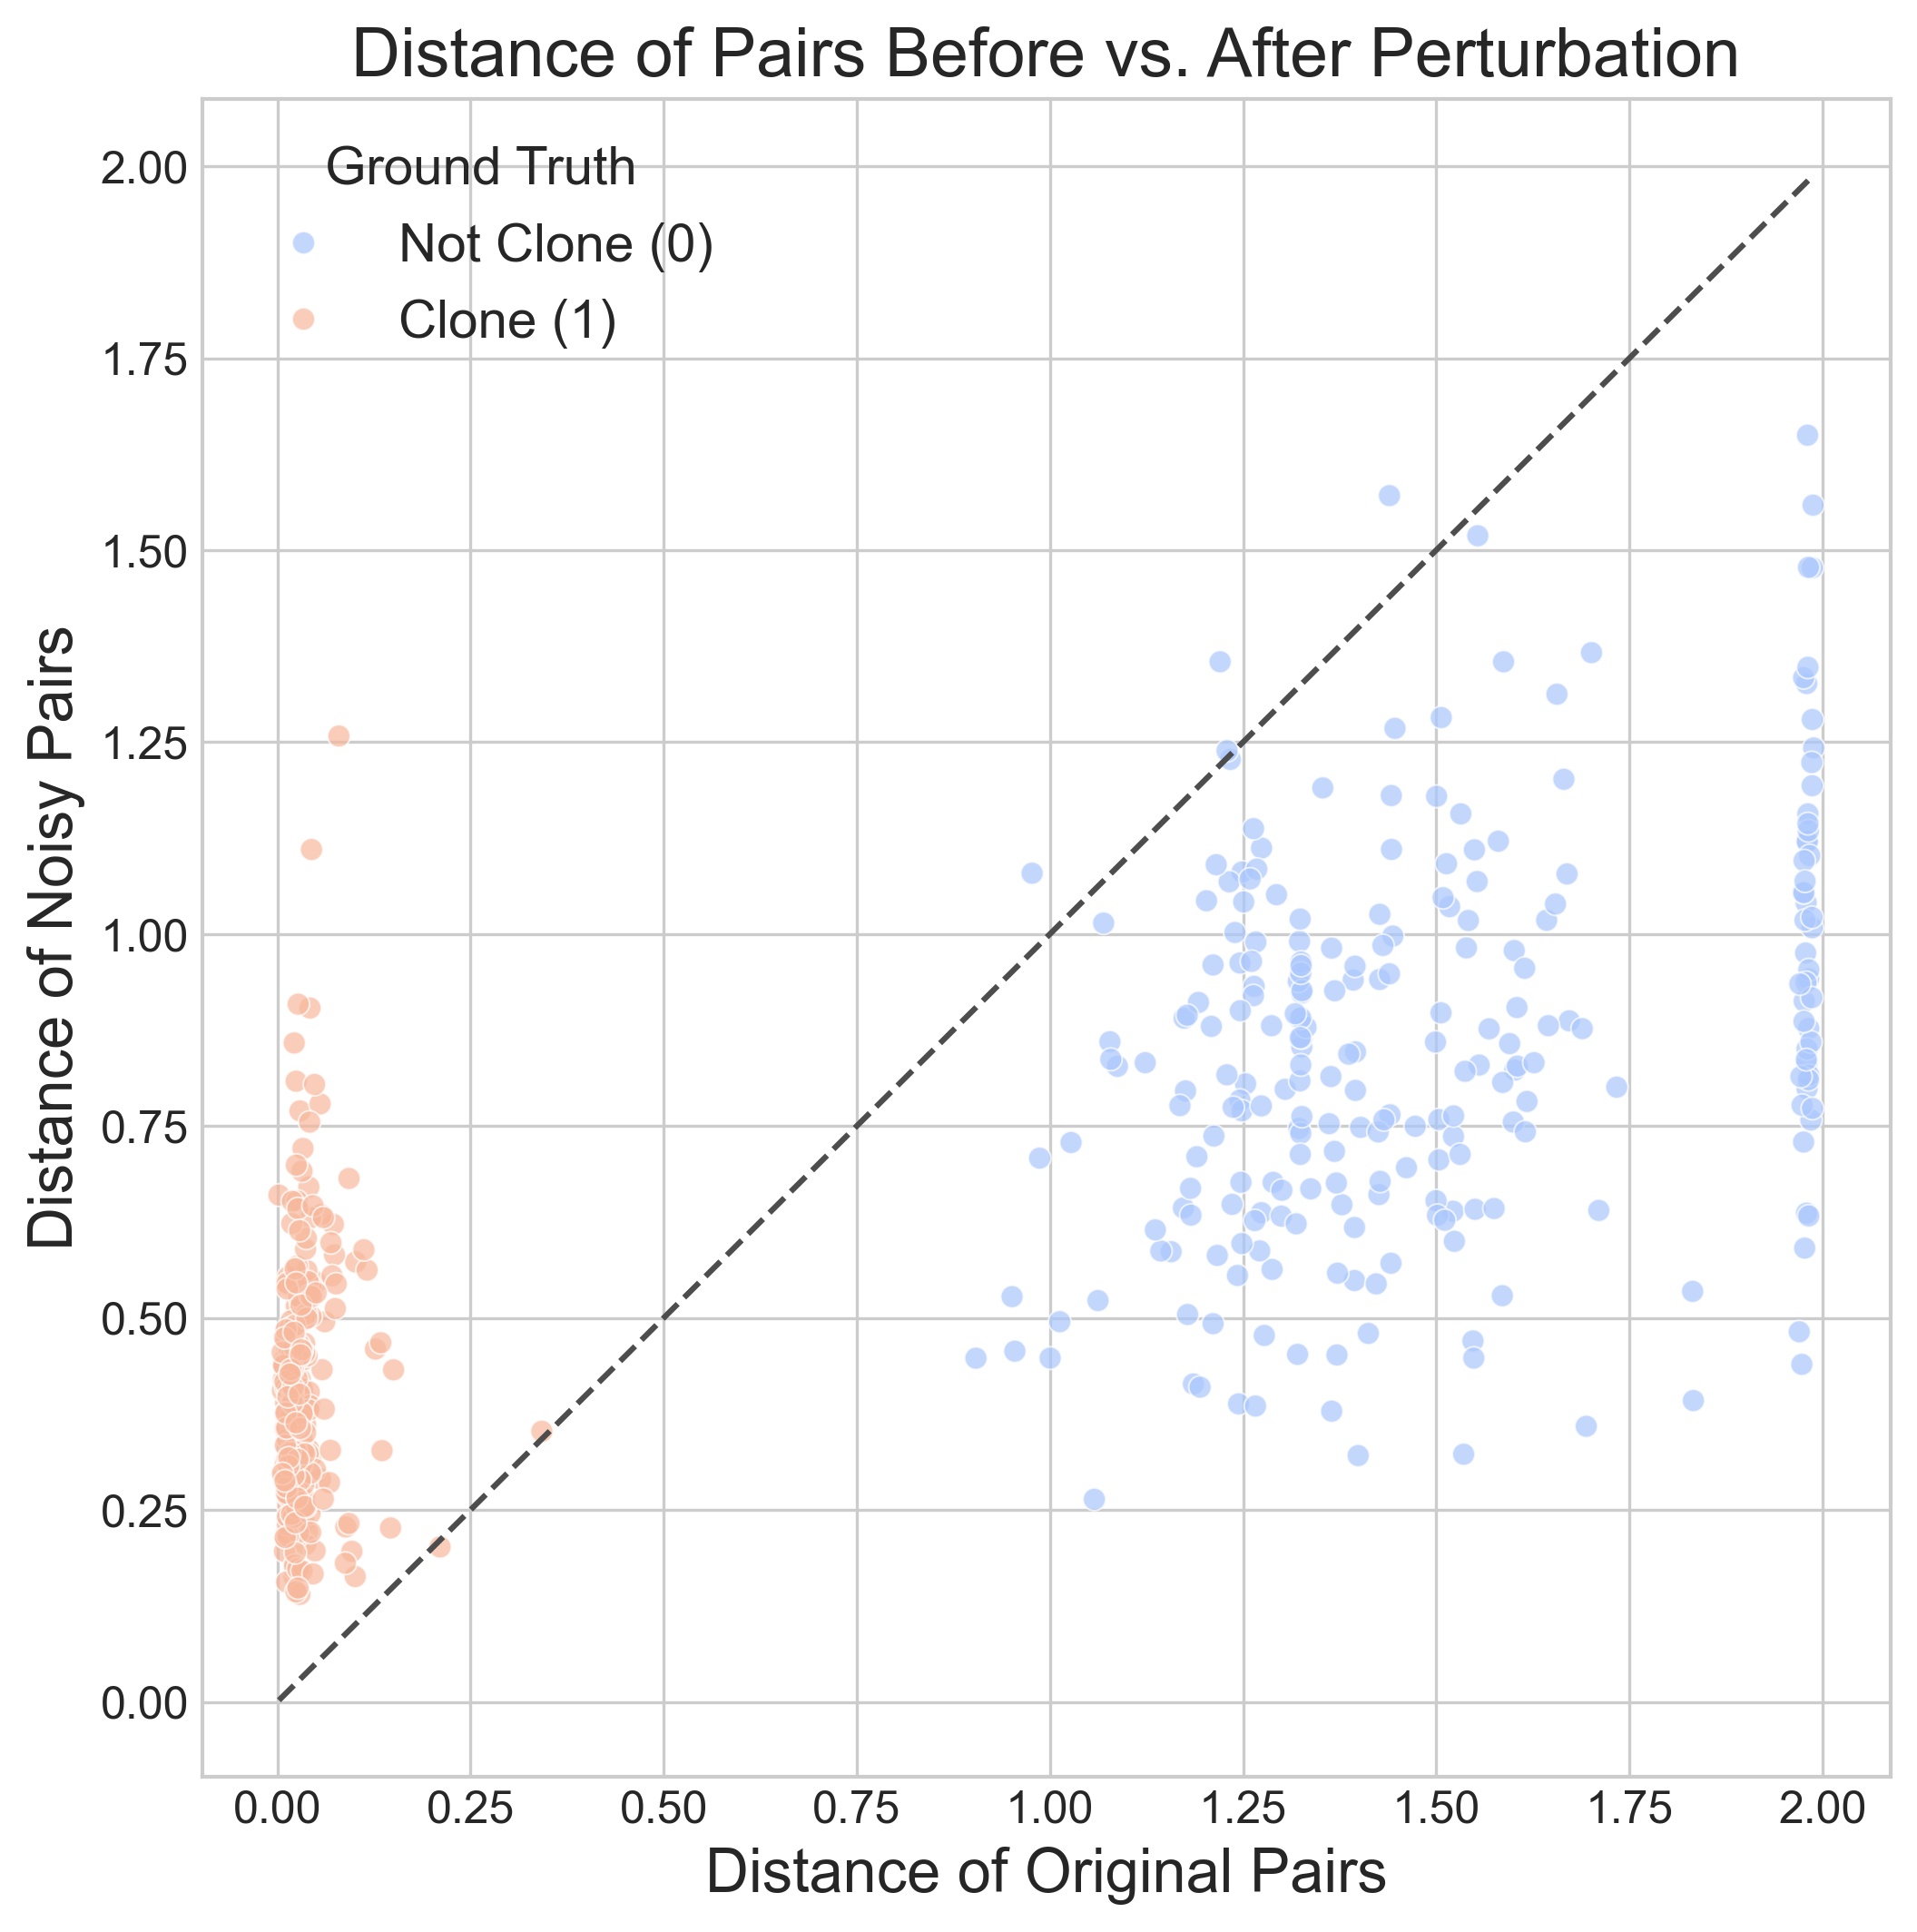 Distance of Pairs Before vs. After Perturbation
Ground Truth
Not Clone (0)
Clone (1)
Distance of Noisy Pairs
2.00
1.75
1.50
1.25
1.00
0.75
0.50
0.25
0.00
0.00 0.25 0.50 0.75 1.00 1.25 1.50 1.75 2.00
Distance of Original Pairs